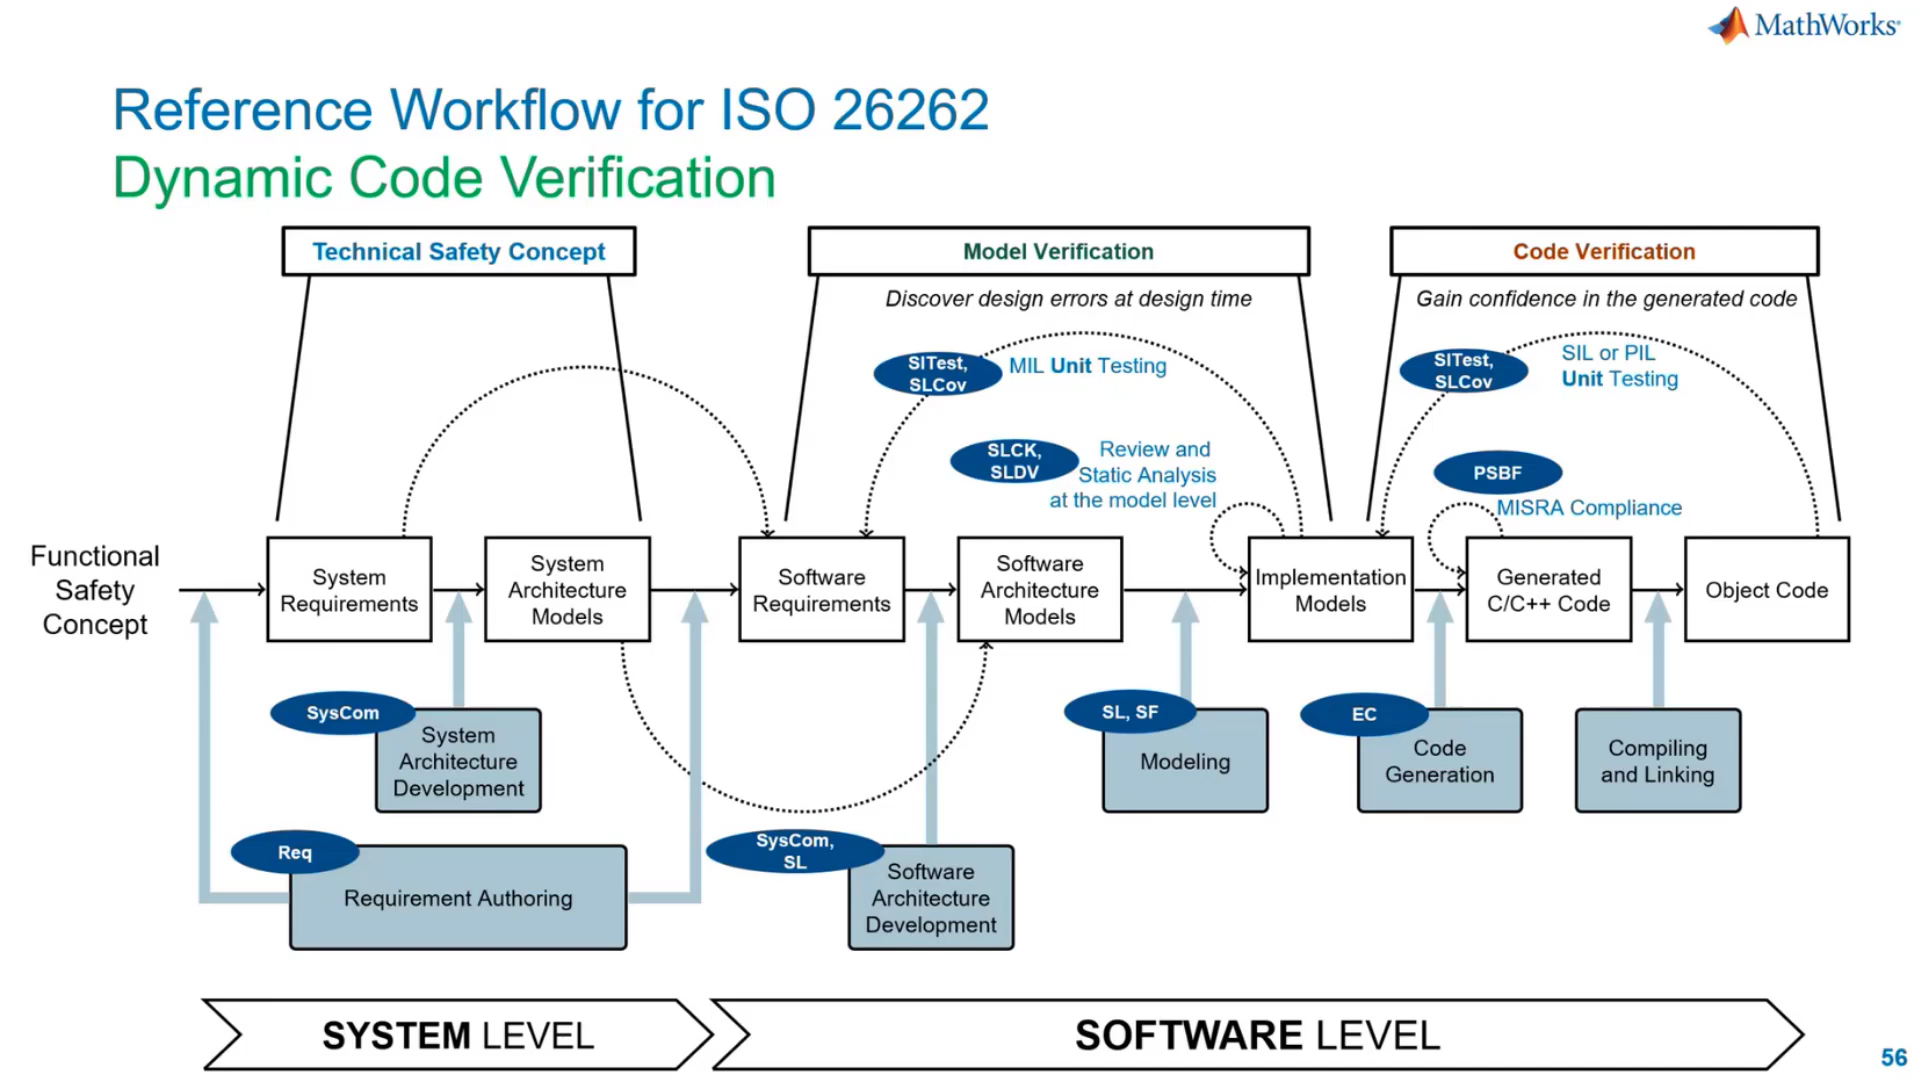 MathWorks
Reference Workflow for ISO 26262
Dynamic Code Verification
Technical Safety Concept
Model Verification
Code Verification
Discover design errors at design time
Gain confidence in the generated code
SlTest,
SLCov
MIL Unit Testing
SlTest,
SLCov
SIL or PIL
Unit Testing
SLCK,
SLDV
Review and
Static Analysis
at the model level
PSBF
MISRA Compliance
Functional
Safety
Concept
System
Requirements
System
Architecture
Models
Software
Requirements
Software
Architecture
Models
Implementation
Models
Generated
C/C++ Code
Object Code
SysCom
System
Architecture
Development
SL, SF
Modeling
EC
Code
Generation
Compiling
and Linking
Req
Requirement Authoring
SysCom,
SL
Software
Architecture
Development
SYSTEM LEVEL
SOFTWARE LEVEL
56